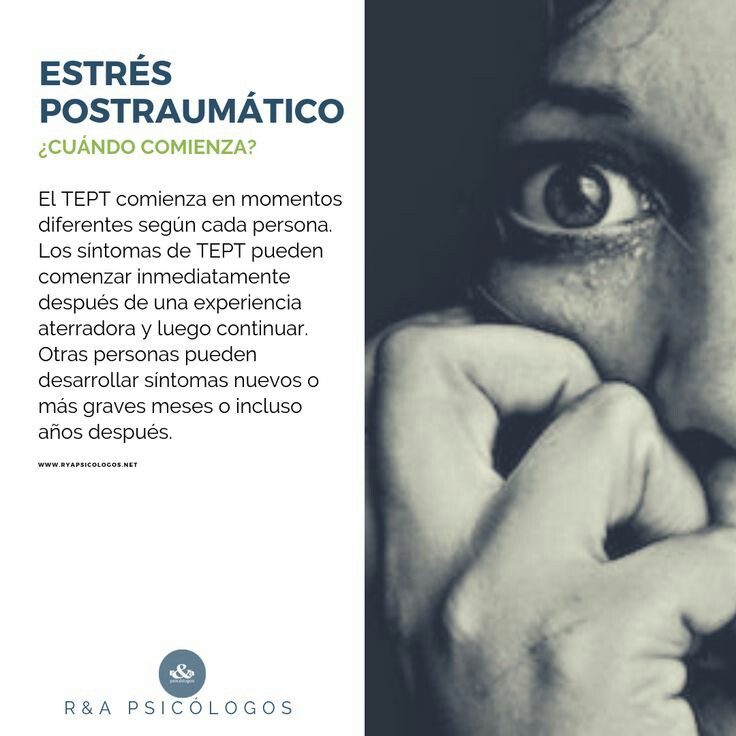 ESTRÉS
POSTRAUMÁTICO
¿CUÁNDO COMIENZA?
El TEPT comienza en momentos
diferentes según cada persona.
Los síntomas de TEPT pueden
comenzar inmediatamente
después de una experiencia
aterradora y luego continuar.
Otras personas pueden
desarrollar síntomas nuevos o
más graves meses o incluso
años después.
WWW.RYAPSICOLOGOS.NET
R&A
psicólogos
R&A PSICÓLOGOS